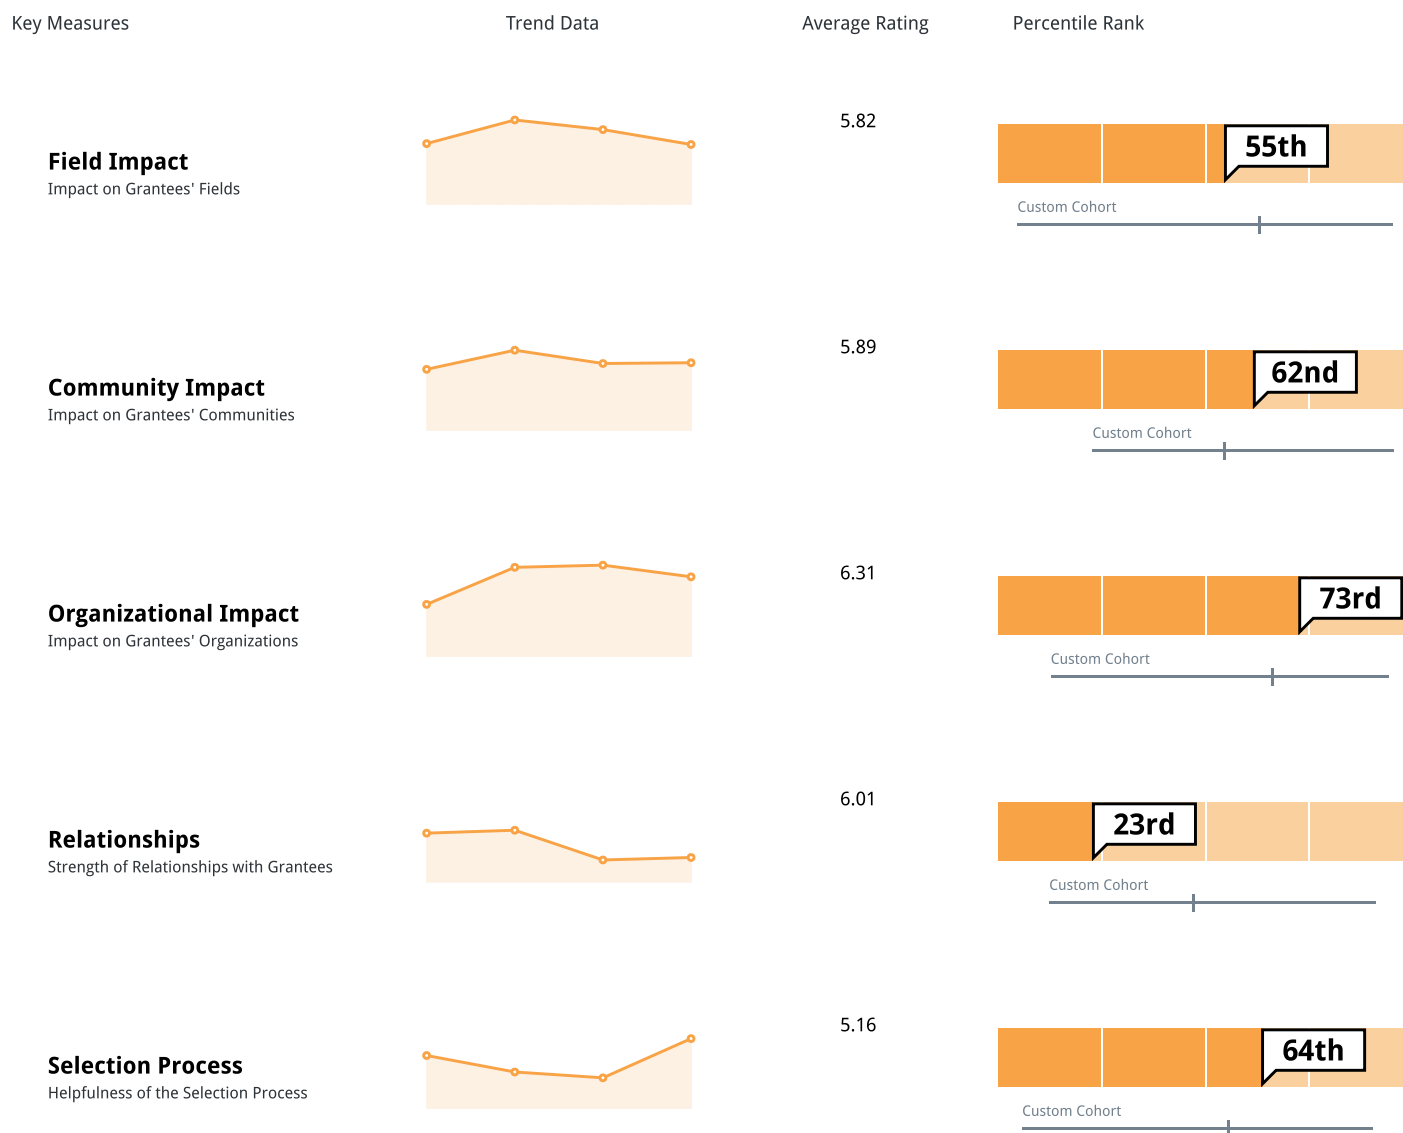 Key Measures
Trend Data
Average Rating
Percentile Rank
Field Impact
Impact on Grantees' Fields
5.82
55th
Custom Cohort
Community Impact
Impact on Grantees' Communities
5.89
62nd
Custom Cohort
Organizational Impact
Impact on Grantees' Organizations
6.31
73rd
Custom Cohort
Relationships
Strength of Relationships with Grantees
6.01
23rd
Custom Cohort
Selection Process
Helpfulness of the Selection Process
5.16
64th
Custom Cohort